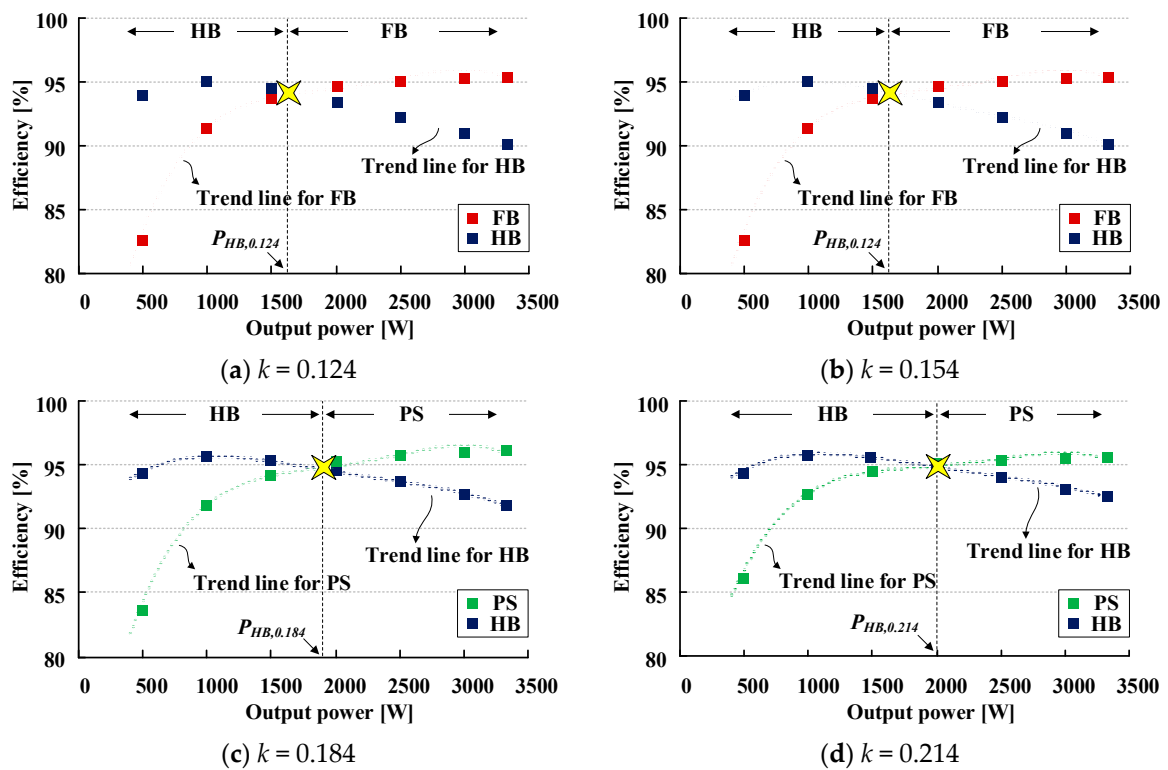 HB FB
100
95
90
85
80
Efficiency [%]
Trend line for HB
Trend line for FB
P_HB,0.124
FB
HB
0 500 1000 1500 2000 2500 3000 3500
Output power [W]
(a) k = 0.124
HB FB
100
95
90
85
80
Efficiency [%]
Trend line for HB
Trend line for FB
P_HB,0.124
FB
HB
0 500 1000 1500 2000 2500 3000 3500
Output power [W]
(b) k = 0.154
HB PS
100
95
90
85
80
Efficiency [%]
Trend line for HB
Trend line for PS
P_HB,0.184
PS
HB
0 500 1000 1500 2000 2500 3000 3500
Output power [W]
(c) k = 0.184
HB PS
100
95
90
85
80
Efficiency [%]
Trend line for HB
Trend line for PS
P_HB,0.214
PS
HB
0 500 1000 1500 2000 2500 3000 3500
Output power [W]
(d) k = 0.214